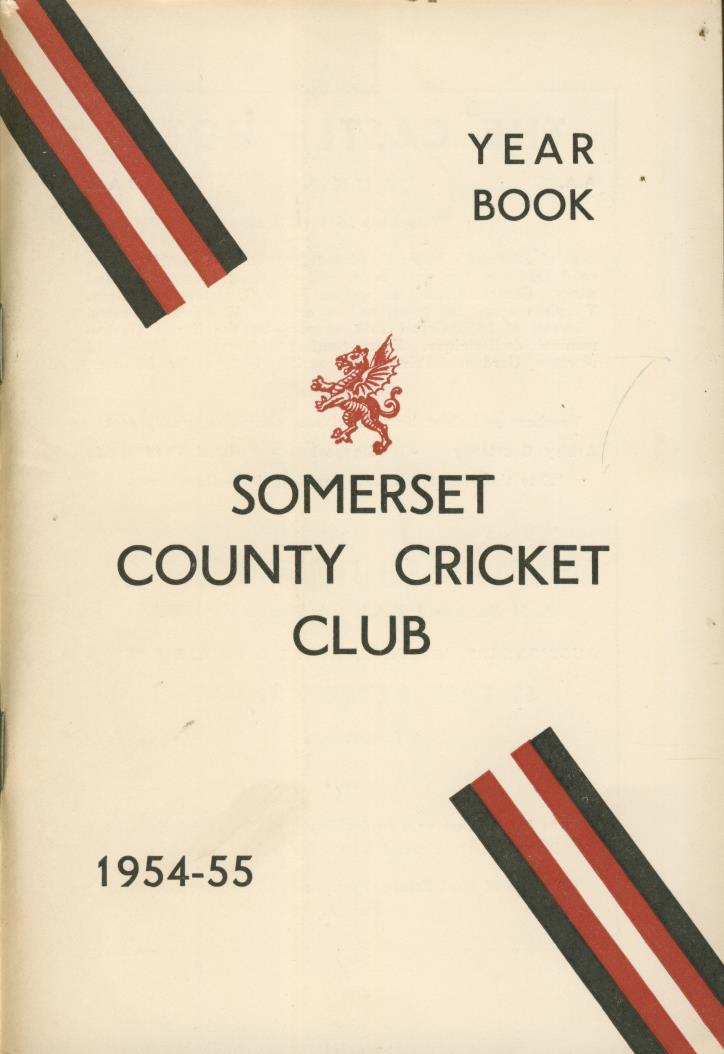 YEAR
BOOK
SOMERSET
COUNTY CRICKET
CLUB
1954-55